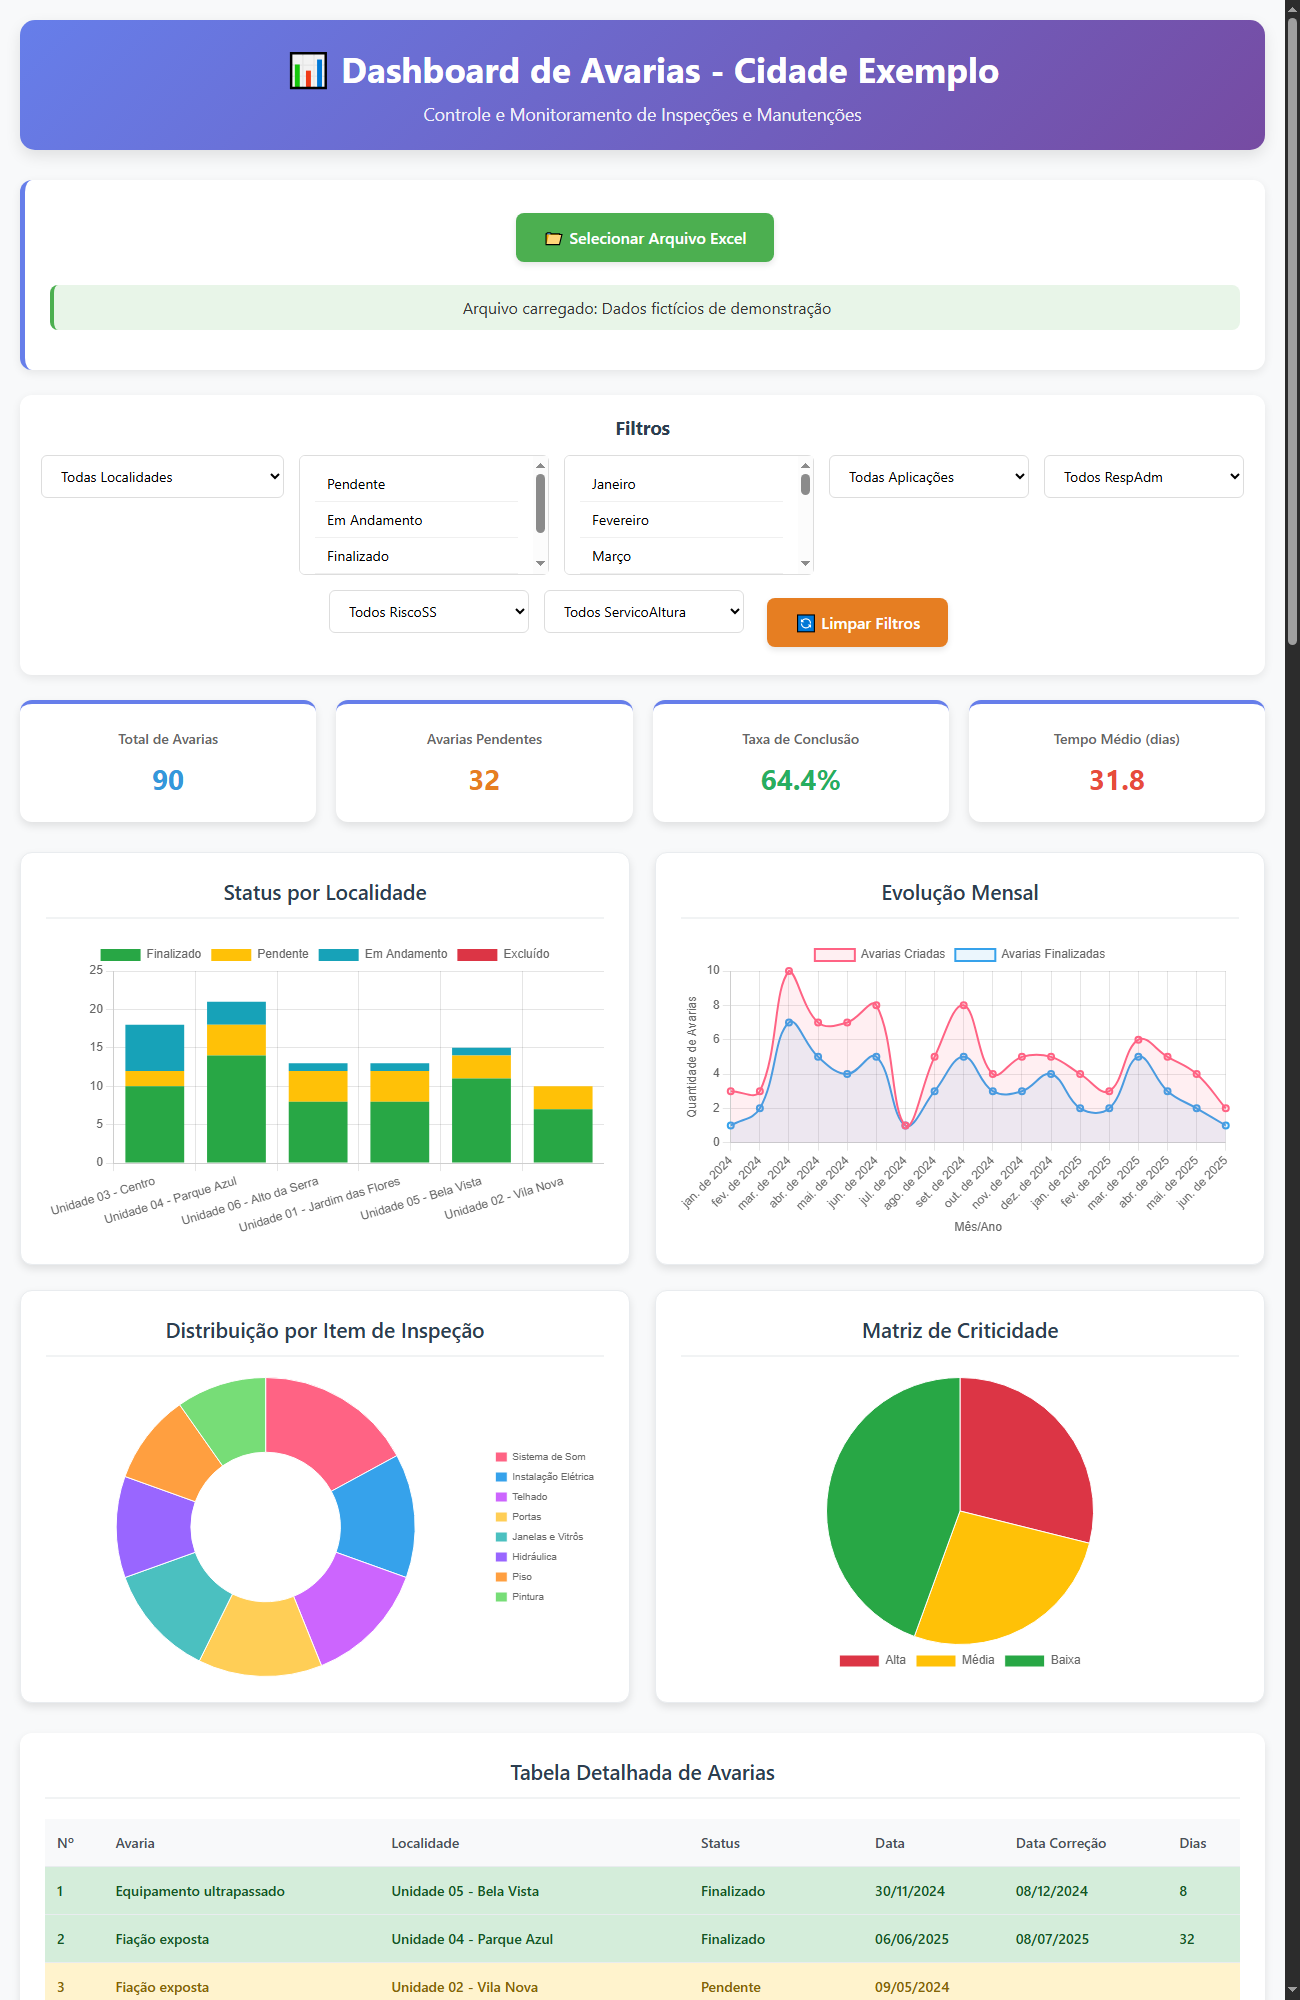 📊 Dashboard de Avarias - Cidade Exemplo
Controle e Monitoramento de Inspeções e Manutenções
📁 Selecionar Arquivo Excel
Arquivo carregado: Dados fictícios de demonstração
Filtros
Todas Localidades
Pendente
Em Andamento
Finalizado
Janeiro
Fevereiro
Março
Todas Aplicações
Todos RespAdm
Todos RiscoSS
Todos ServicoAltura
🔄 Limpar Filtros
Total de Avarias
90
Avarias Pendentes
32
Taxa de Conclusão
64.4%
Tempo Médio (dias)
31.8
Status por Localidade
Finalizado Pendente Em Andamento Excluído
25
20
15
10
5
0
Unidade 03 - Centro
Unidade 04 - Parque Azul
Unidade 06 - Alto da Serra
Unidade 01 - Jardim das Flores
Unidade 05 - Bela Vista
Unidade 02 - Vila Nova
Evolução Mensal
Avarias Criadas Avarias Finalizadas
Quantidade de Avarias
10
8
6
4
2
0
jan. de 2024
fev. de 2024
mar. de 2024
abr. de 2024
mai. de 2024
jun. de 2024
jul. de 2024
ago. de 2024
set. de 2024
out. de 2024
nov. de 2024
dez. de 2024
jan. de 2025
fev. de 2025
mar. de 2025
abr. de 2025
mai. de 2025
jun. de 2025
Mês/Ano
Distribuição por Item de Inspeção
Sistema de Som
Instalação Elétrica
Telhado
Portas
Janelas e Vitrôs
Hidráulica
Piso
Pintura
Matriz de Criticidade
Alta Média Baixa
Tabela Detalhada de Avarias
Nº Avaria Localidade Status Data Data Correção Dias
1 Equipamento ultrapassado Unidade 05 - Bela Vista Finalizado 30/11/2024 08/12/2024 8
2 Fiação exposta Unidade 04 - Parque Azul Finalizado 06/06/2025 08/07/2025 32
3 Fiação exposta Unidade 02 - Vila Nova Pendente 09/05/2024